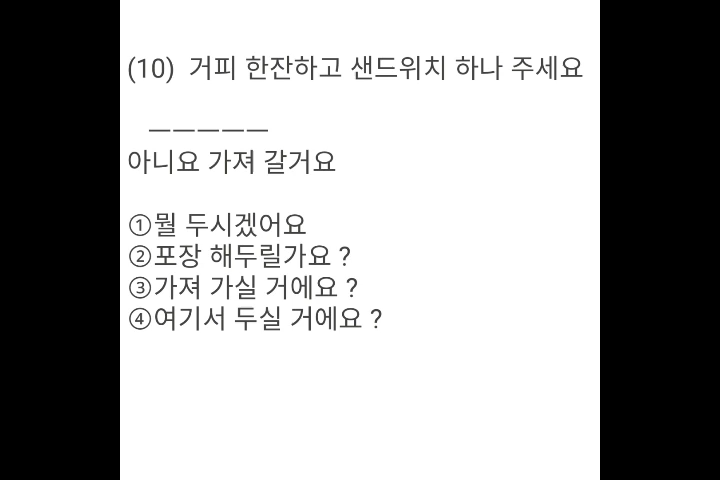 (10) 거피 한잔하고 샌드위치 하나 주세요
ㅡㅡㅡㅡㅡ
아니요 가져 갈거요
①뭘 두시겠어요
②포장 해두릴가요 ?
③가져 가실 거에요 ?
④여기서 두실 거에요 ?